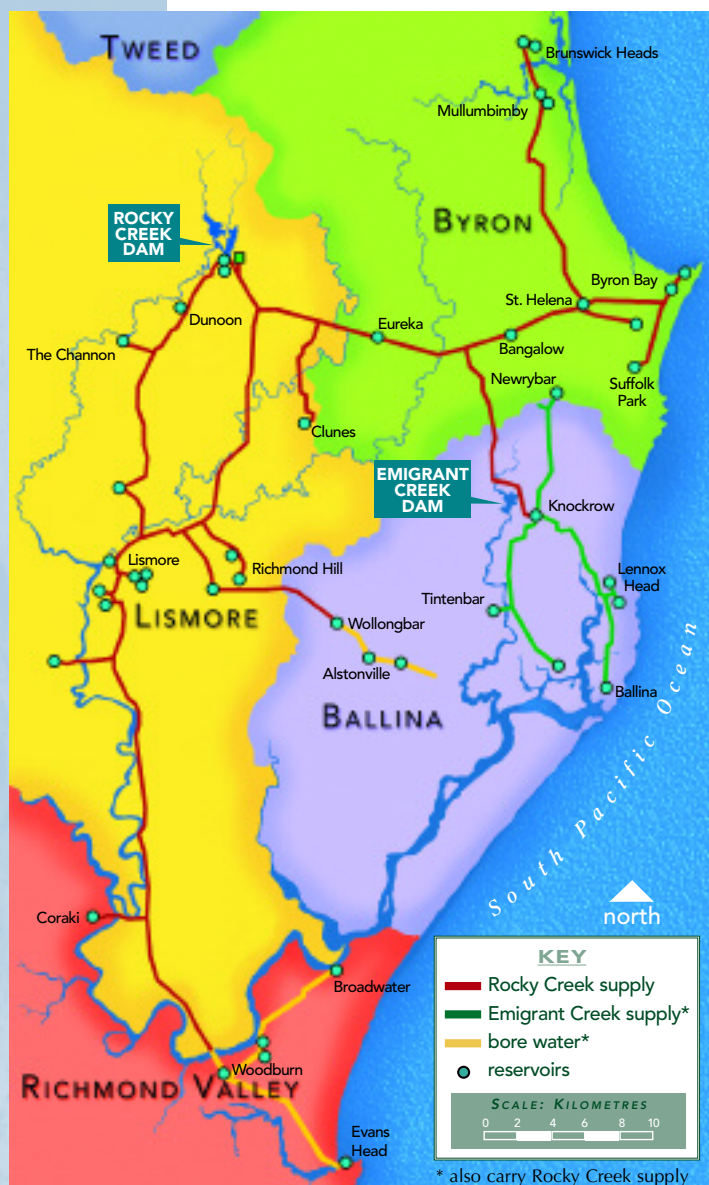 TWEED
Brunswick Heads
Mullumbimby
BYRON
ROCKY
CREEK
DAM
Byron Bay
St. Helena
Dunoon
Eureka
Bangalow
The Channon
Newrybar
Suffolk
Park
Clunes
EMIGRANT
CREEK
DAM
Knockrow
Lismore
Richmond Hill
Lennox
Head
Tintenbar
LISMORE
Wollongbar
Alstonville
Ballina
BALLINA
South Pacific Ocean
north
Coraki
Broadwater
Woodburn
RICHMOND VALLEY
Evans
Head
KEY
Rocky Creek supply
Emigrant Creek supply*
bore water*
reservoirs
SCALE: KILOMETRES
0 2 4 6 8 10
* also carry Rocky Creek supply